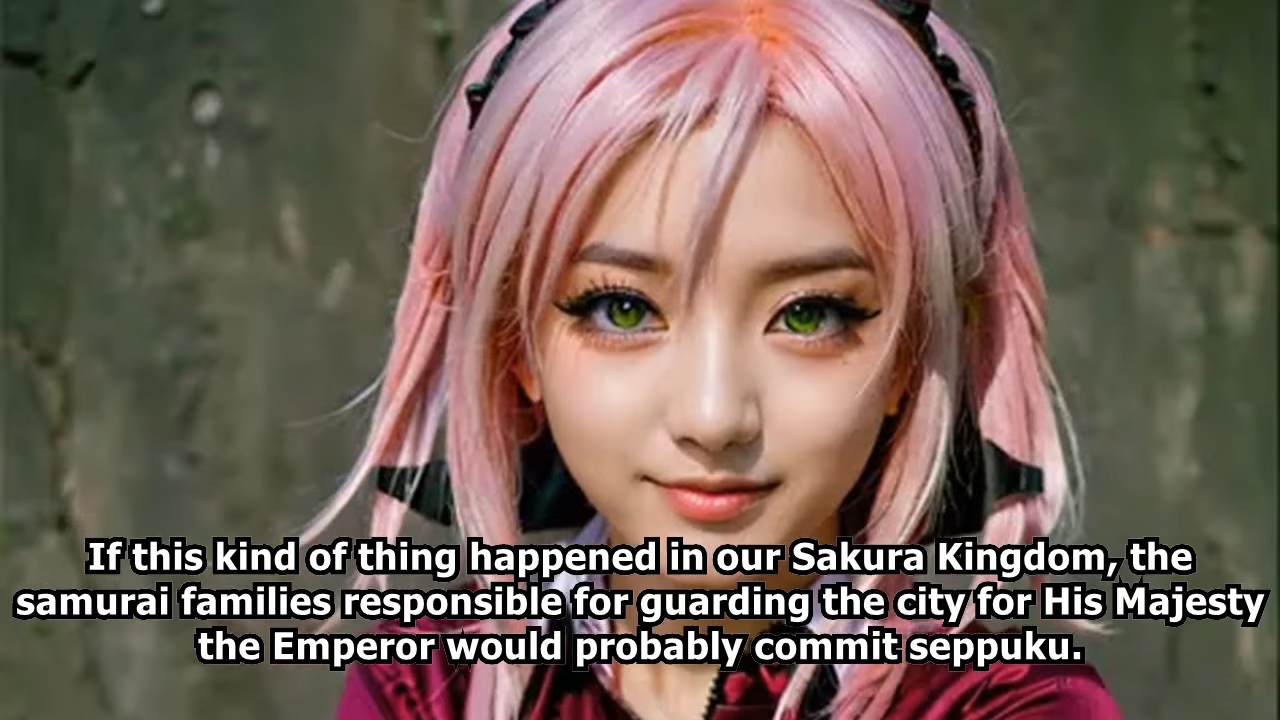 If this kind of thing happened in our Sakura Kingdom, the
samurai families responsible for guarding the city for His Majesty
the Emperor would probably commit seppuku.